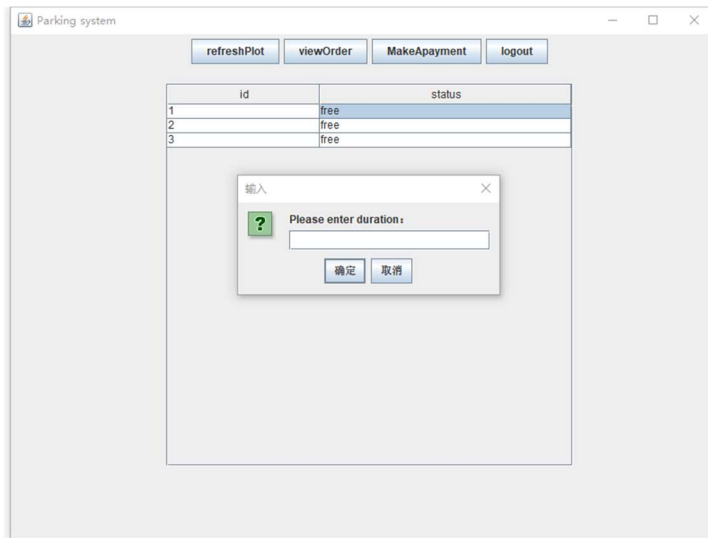 Parking system
refreshPlot viewOrder MakeApayment logout
id status
1 free
2 free
3 free
输入
Please enter duration：
确定 取消